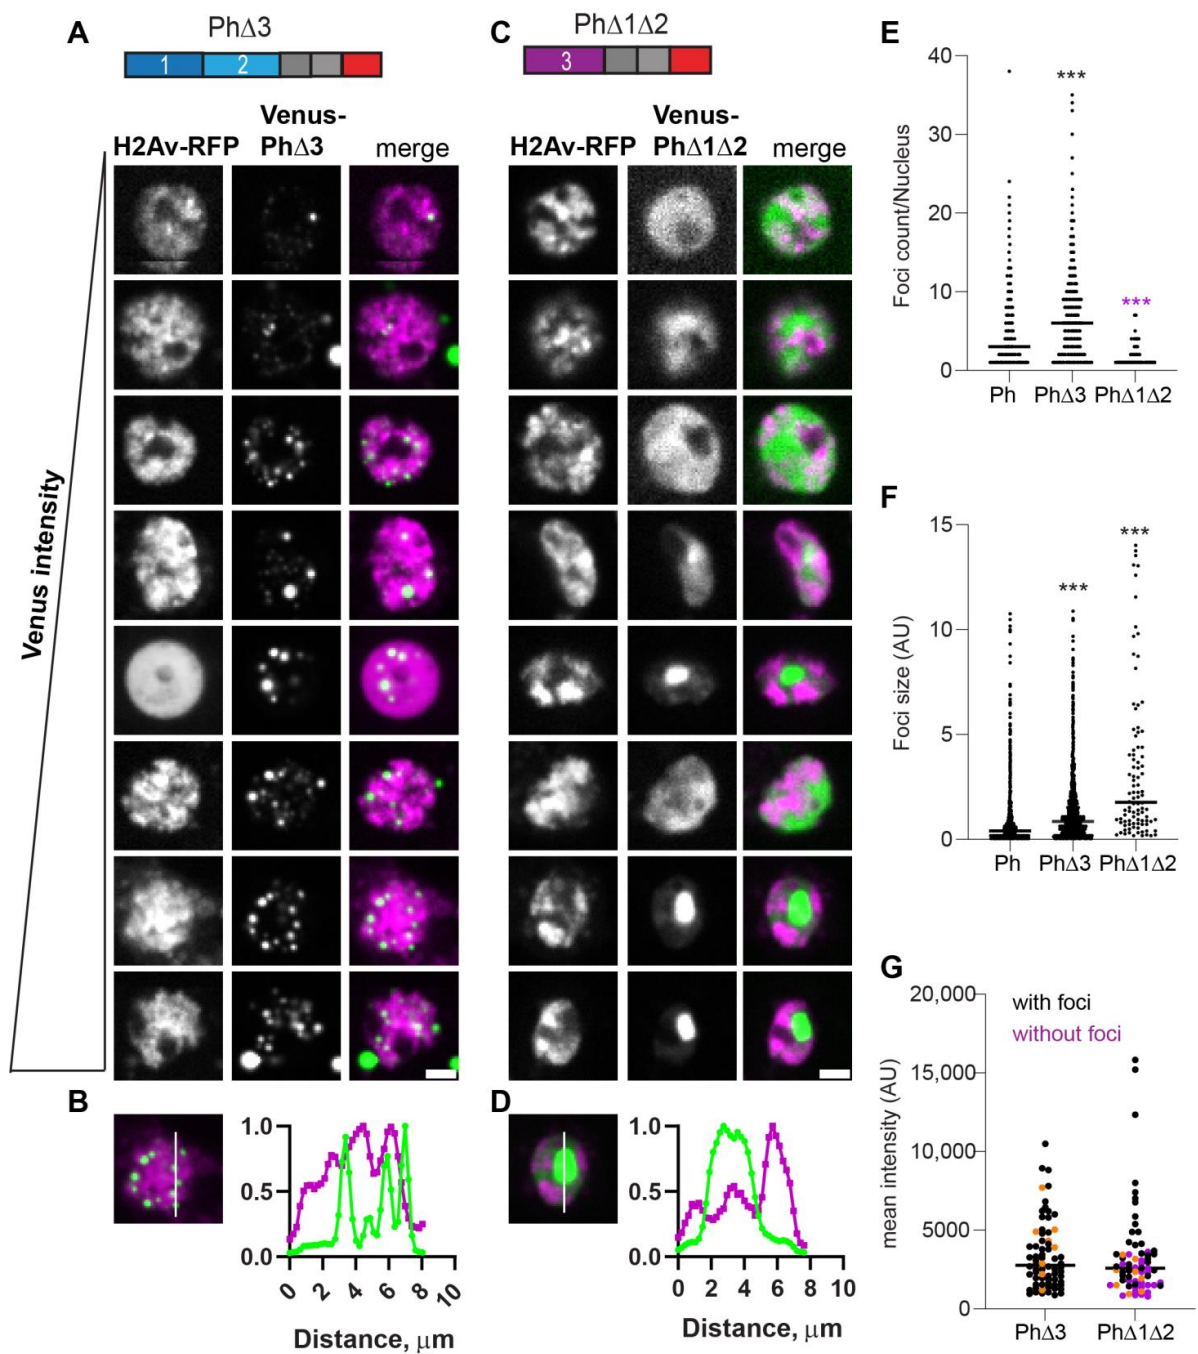 A
PhΔ3
1 2
H2Av-RFP
Venus-
PhΔ3
merge
Venus intensity
C
PhΔ1Δ2
3
H2Av-RFP
Venus-
PhΔ1Δ2
merge
B
1.0
0.5
0.0
0 2 4 6 8 10
Distance, μm
D
1.0
0.5
0.0
0 2 4 6 8 10
Distance, μm
E
Foci count/Nucleus
40
30
20
10
0
***
***
Ph PhΔ3 PhΔ1Δ2
F
Foci size (AU)
15
10
5
0
***
***
Ph PhΔ3 PhΔ1Δ2
G
mean intensity (AU)
20,000
15,000
10,000
5000
0
with foci
without foci
PhΔ3 PhΔ1Δ2